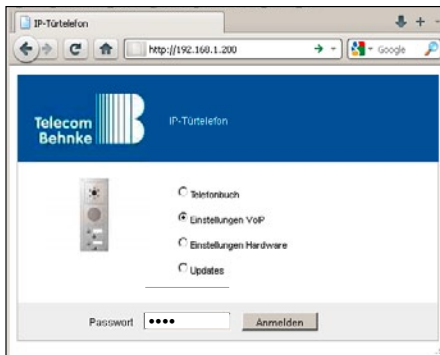 IP-Türtelefon
http://192.168.1.200
Google
Telecom
Behnke
IP-Türtelefon
Telefonbuch
Einstellungen VoIP
Einstellungen Hardware
Updates
Passwort
Anmelden